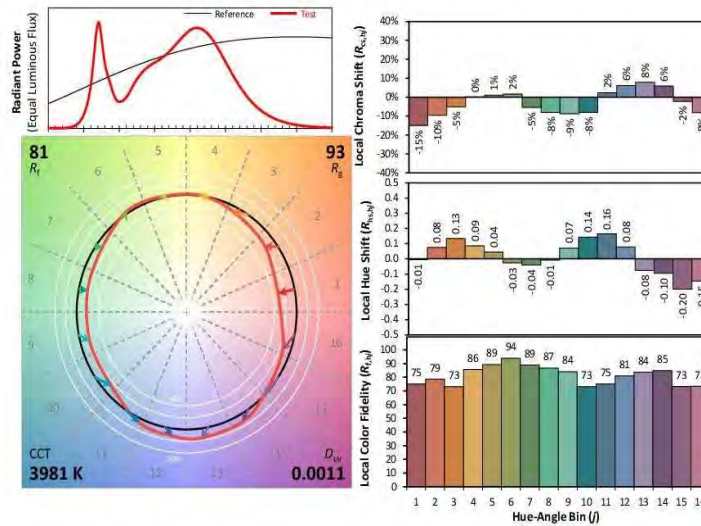 Reference Test
Radiant Power
(Equal Luminous Flux)
81
Rf
93
Rg
6 5 4 3
7 2
8 1
9 16
10
12 13
CCT
3981 K
Duv
0.0011
Local Chroma Shift (Rcs,hj)
40%
30%
20%
10%
0%
-10%
-20%
-30%
-40%
-15% -10% -5% 0% 1% 2% -5% -8% -9% -8% 2% 6% 8% 6% -2%
Local Hue Shift (Rhs,hj)
0.5
0.4
0.3
0.2
0.1
0.0
-0.1
-0.2
-0.3
-0.4
-0.5
-0.01 0.08 0.13 0.09 0.04 -0.03 -0.04 -0.01 0.07 0.14 0.16 0.08 -0.08 -0.10 -0.20
Local Color Fidelity (Rf,hj)
100
90
80
70
60
50
40
30
20
10
0
75 79 73 86 89 94 89 87 84 73 75 81 84 85 73
1 2 3 4 5 6 7 8 9 10 11 12 13 14 15
Hue-Angle Bin (j)